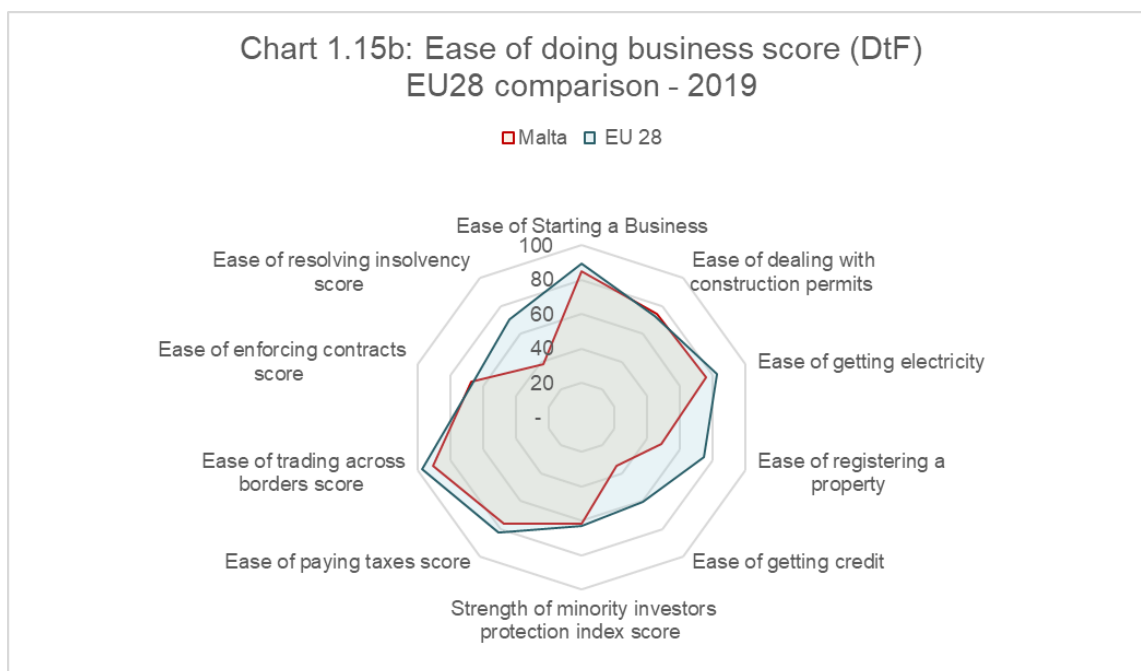 Chart 1.15b: Ease of doing business score (DtF)
EU28 comparison - 2019
Malta
EU 28
Ease of Starting a Business
100
80
60
40
20
-
Ease of dealing with
construction permits
Ease of getting electricity
Ease of registering a
property
Ease of getting credit
Strength of minority investors
protection index score
Ease of paying taxes score
Ease of trading across
borders score
Ease of enforcing contracts
score
Ease of resolving insolvency
score